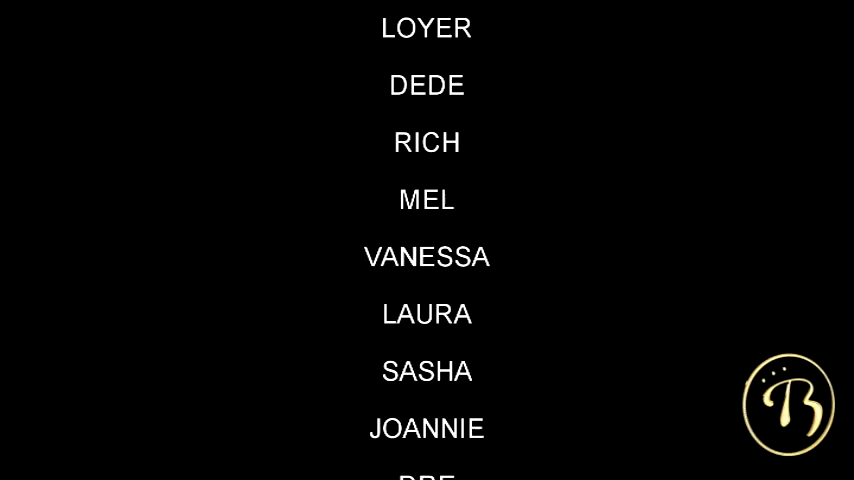 LOYER
DEDE
RICH
MEL
VANESSA
LAURA
SASHA
JOANNIE
B